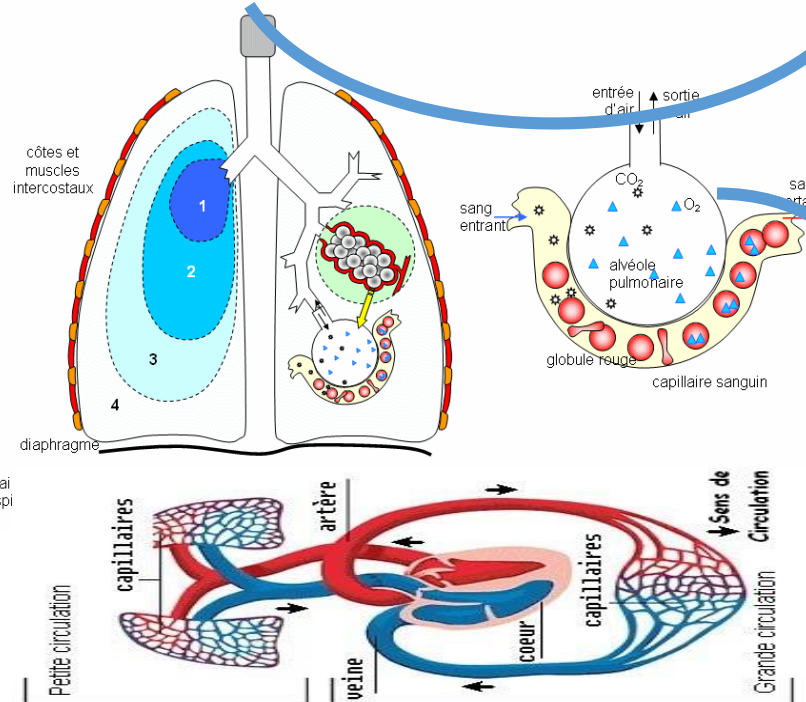 côtes et
muscles
intercostaux
1
2
3
4
diaphragme
entrée
d'air
sortie
CO₂
O₂
sang
entrant
alvéole
pulmonaire
globule rouge
capillaire sanguin
capillaires
artère
capillaires
Sens de
Circulation
Petite circulation
veine
coeur
Grande circulation